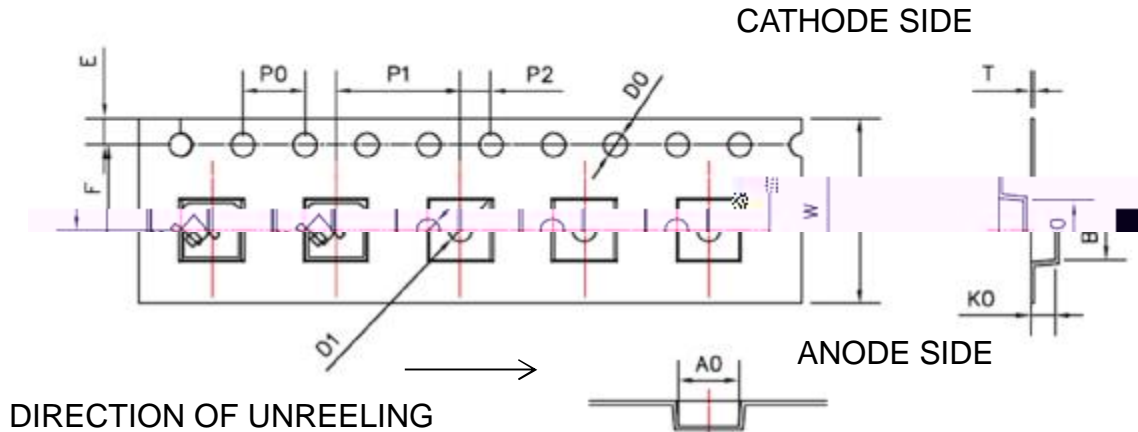 CATHODE SIDE
E
P0
P1
P2
D0
T
F
W
B
K0
D1
ANODE SIDE
A0
DIRECTION OF UNREELING